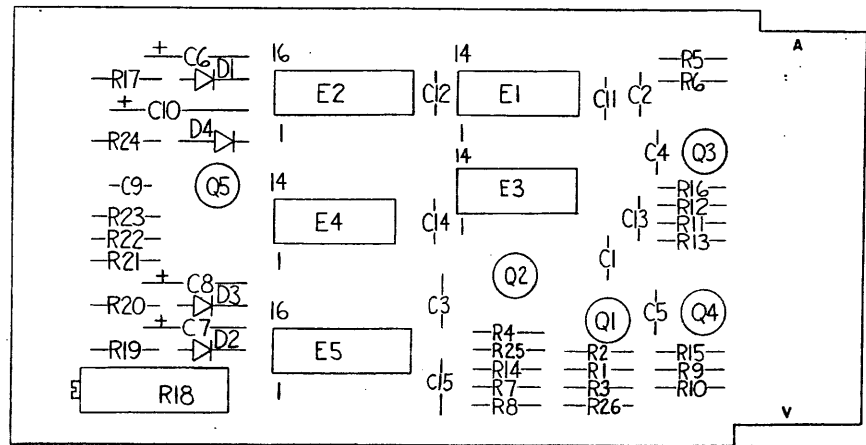 + C6 16 14 A
R17 D1 E2 C12 E1 C11 C2 R5
R6
+ C10
R24 D4 1 1 C4 Q3
14
C9 Q5 14 E3 R16
R23 E4 C14 C13 R12
R22 R11
R21 1 1 R13
+ C8 C1
R20 D3 16 C3 Q2 C5 Q4
+ C7 Q1
R19 D2 E5 R4
R25 R2 R15
R18 1 C15 R14 R1 R9
R7 R3 R10
R8 R26 V